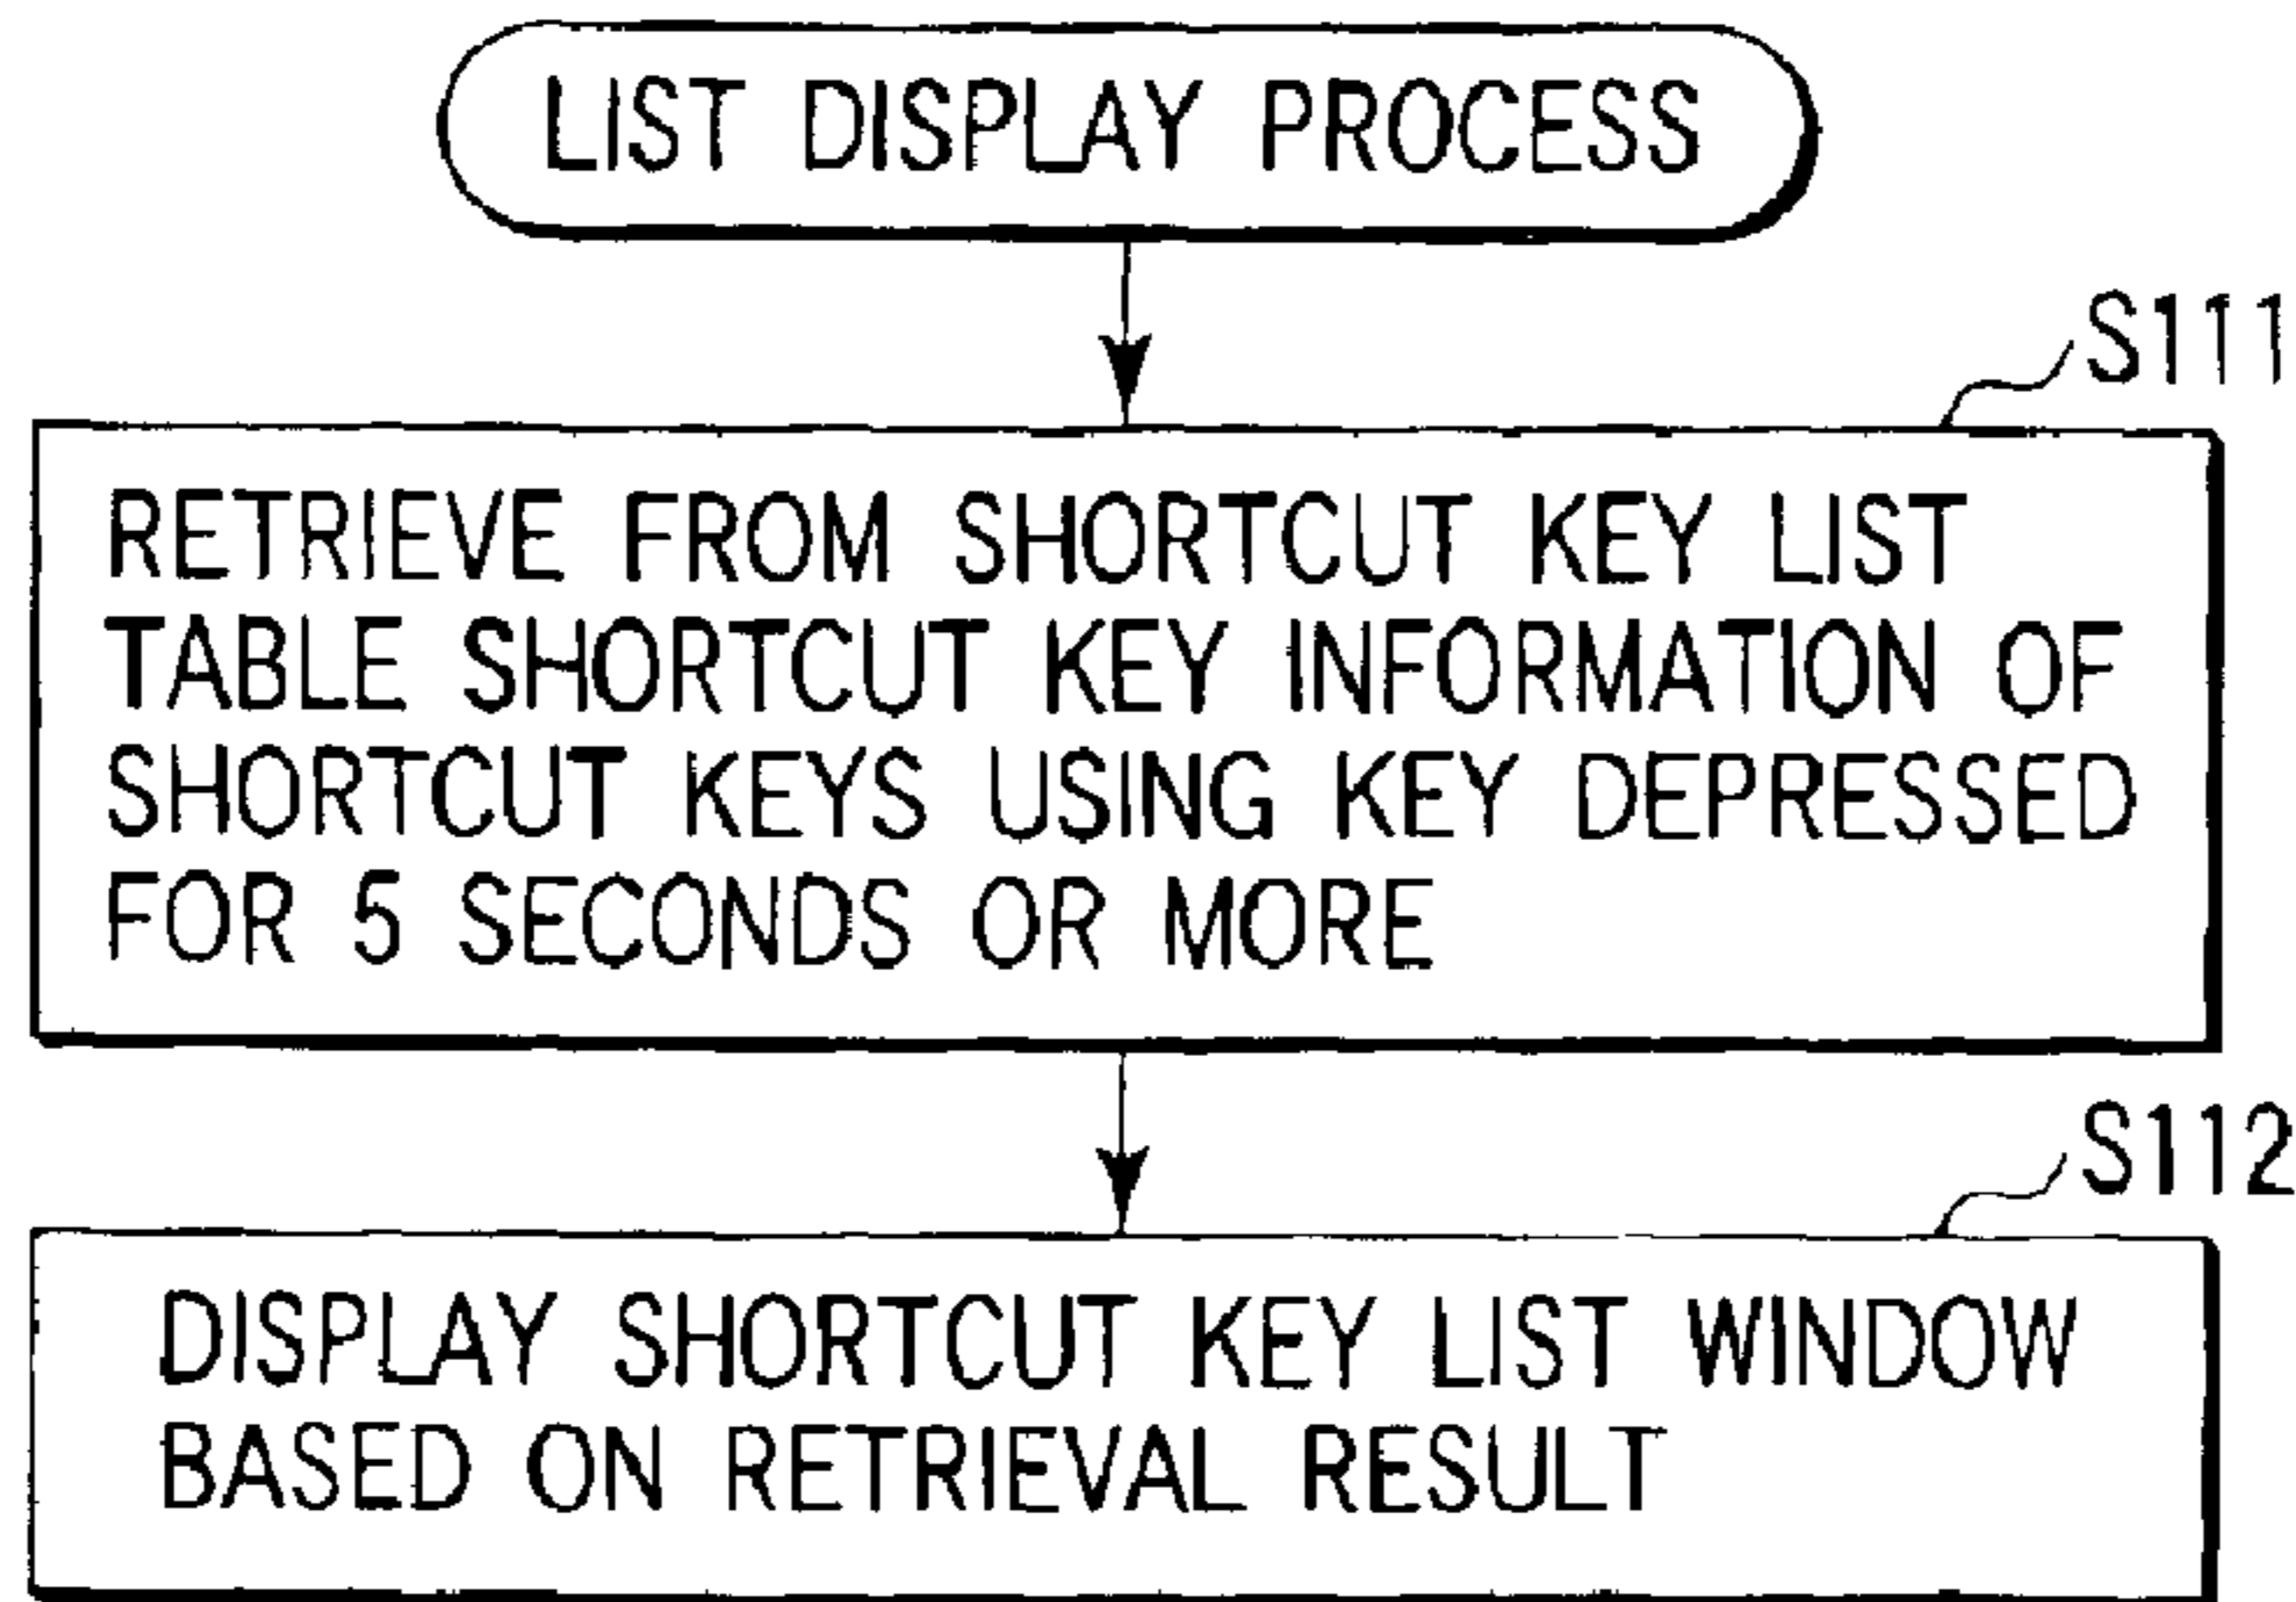 LIST DISPLAY PROCESS
S111
RETRIEVE FROM SHORTCUT KEY LIST
TABLE SHORTCUT KEY INFORMATION OF
SHORTCUT KEYS USING KEY DEPRESSED
FOR 5 SECONDS OR MORE
S112
DISPLAY SHORTCUT KEY LIST WINDOW
BASED ON RETRIEVAL RESULT